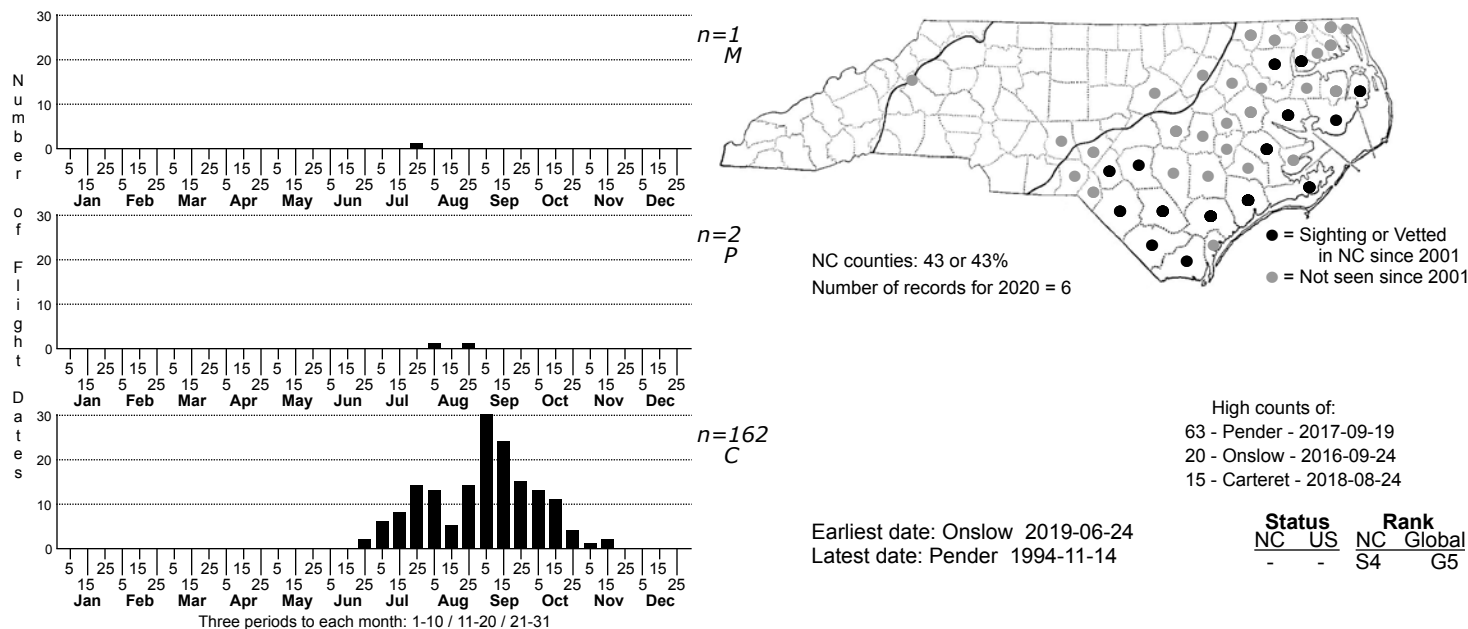 Number of Flight Dates
30
20
10
0
n=1
M
5 25 15 5 25 15 5 25 15 5 25 15 5 25 15 5 25 15
15 5 25 15 5 25 15 5 25 15 5 25 15 5 25 15 5 25
Jan Feb Mar Apr May Jun Jul Aug Sep Oct Nov Dec
30
20
10
0
n=2
P
5 25 15 5 25 15 5 25 15 5 25 15 5 25 15 5 25 15
15 5 25 15 5 25 15 5 25 15 5 25 15 5 25 15 5 25
Jan Feb Mar Apr May Jun Jul Aug Sep Oct Nov Dec
30
20
10
0
n=162
C
5 25 15 5 25 15 5 25 15 5 25 15 5 25 15 5 25 15
15 5 25 15 5 25 15 5 25 15 5 25 15 5 25 15 5 25
Jan Feb Mar Apr May Jun Jul Aug Sep Oct Nov Dec
Three periods to each month: 1-10 / 11-20 / 21-31
= Sighting or Vetted
in NC since 2001
= Not seen since 2001
NC counties: 43 or 43%
Number of records for 2020 = 6
High counts of:
63 - Pender - 2017-09-19
20 - Onslow - 2016-09-24
15 - Carteret - 2018-08-24
Earliest date: Onslow 2019-06-24
Latest date: Pender 1994-11-14
Status Rank
NC US NC Global
- - S4 G5